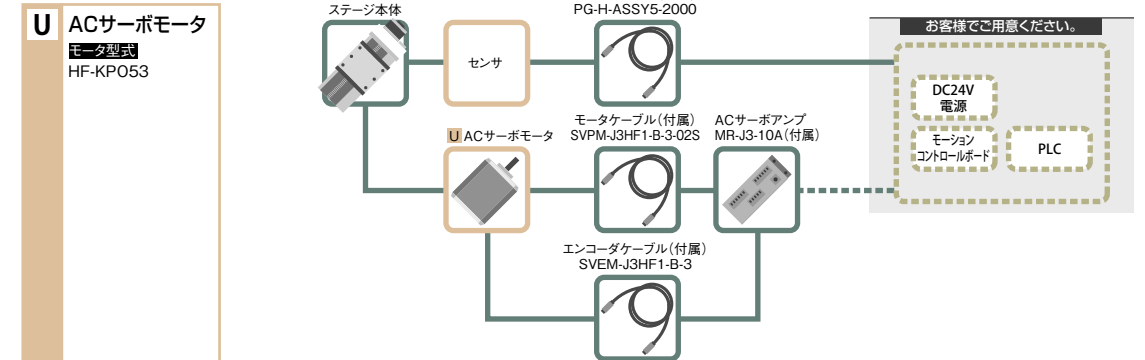 U ACサーボモータ
モータ型式
HF-KP053
ステージ本体
センサ
PG-H-ASSY5-2000
お客様でご用意ください。
DC24V
電源
モーション
コントロールボード
PLC
U ACサーボモータ
モータケーブル（付属）
SVPM-J3HF1-B-3-02S
ACサーボアンプ
MR-J3-10A（付属）
エンコーダケーブル（付属）
SVEM-J3HF1-B-3